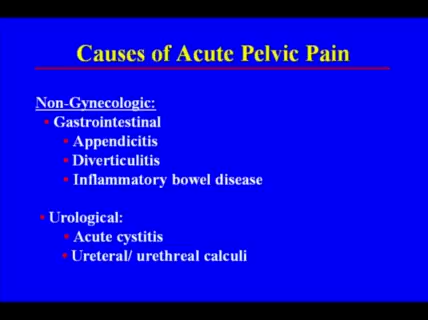 Causes of Acute Pelvic Pain
Non-Gynecologic:
Gastrointestinal
Appendicitis
Diverticulitis
Inflammatory bowel disease
Urological:
Acute cystitis
Ureteral/ urethreal calculi